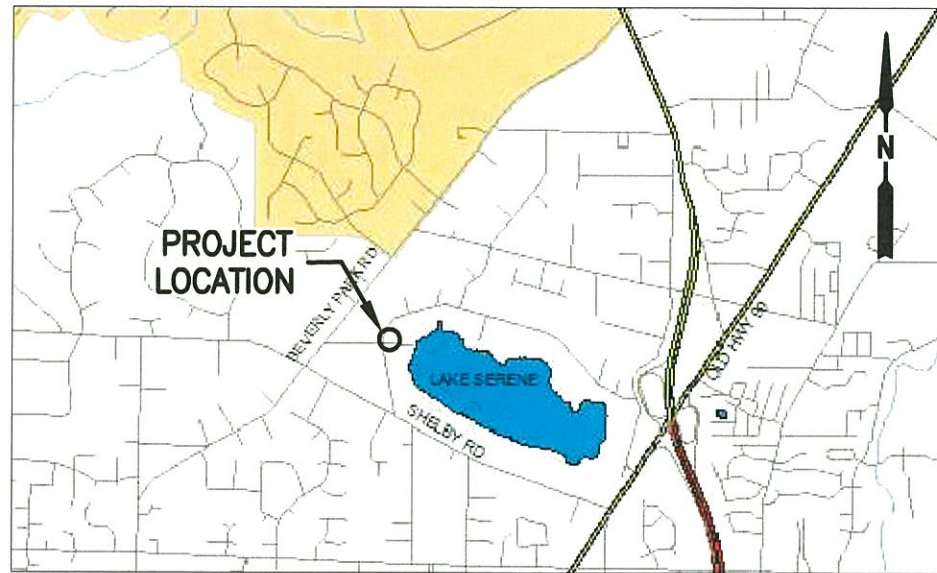 N
PROJECT
LOCATION
BEVERLY PARK RD
OLD HWY 99
LAKE SERENE
SHELBY RD